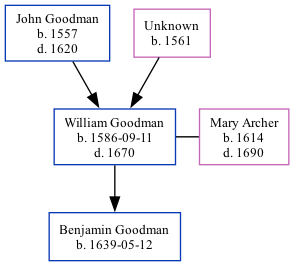 John Goodman
b. 1557
d. 1620
Unknown
b. 1561
William Goodman
b. 1586-09-11
d. 1670
Mary Archer
b. 1614
d. 1690
Benjamin Goodman
b. 1639-05-12